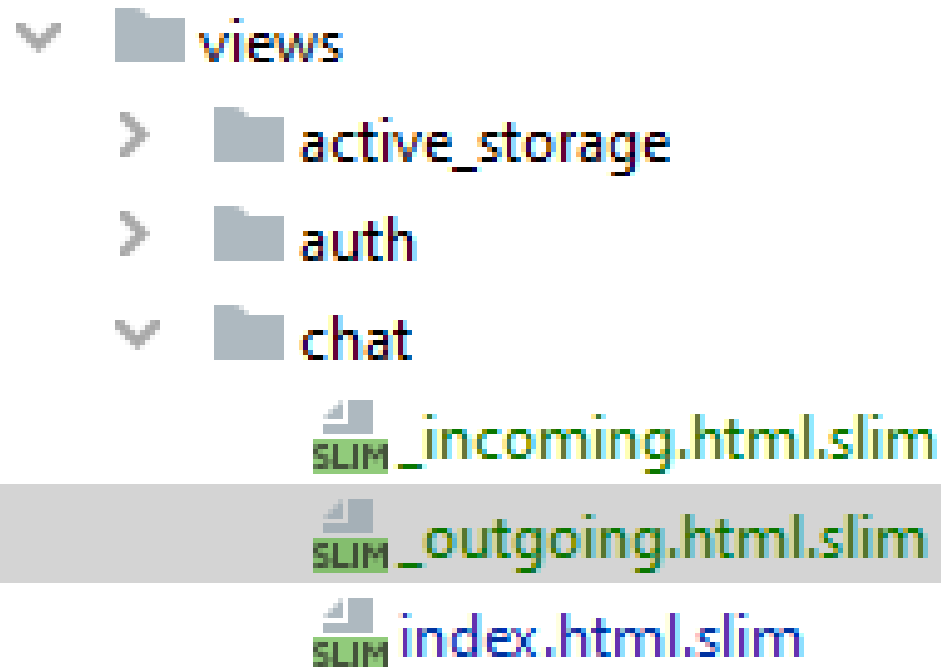 views
active_storage
auth
chat
SLIM _incoming.html.slim
SLIM _outgoing.html.slim
SLIM index.html.slim